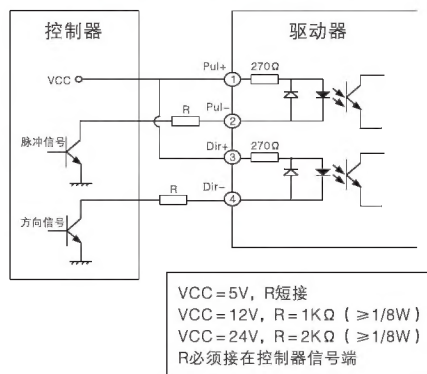 控制器
驱动器
VCC
Pul+
1
270Ω
R
Pul-
2
脉冲信号
Dir+
3
270Ω
R
Dir-
4
方向信号
VCC=5V, R短接
VCC=12V, R=1KΩ (≥1/8W)
VCC=24V, R=2KΩ (≥1/8W)
R必须接在控制器信号端